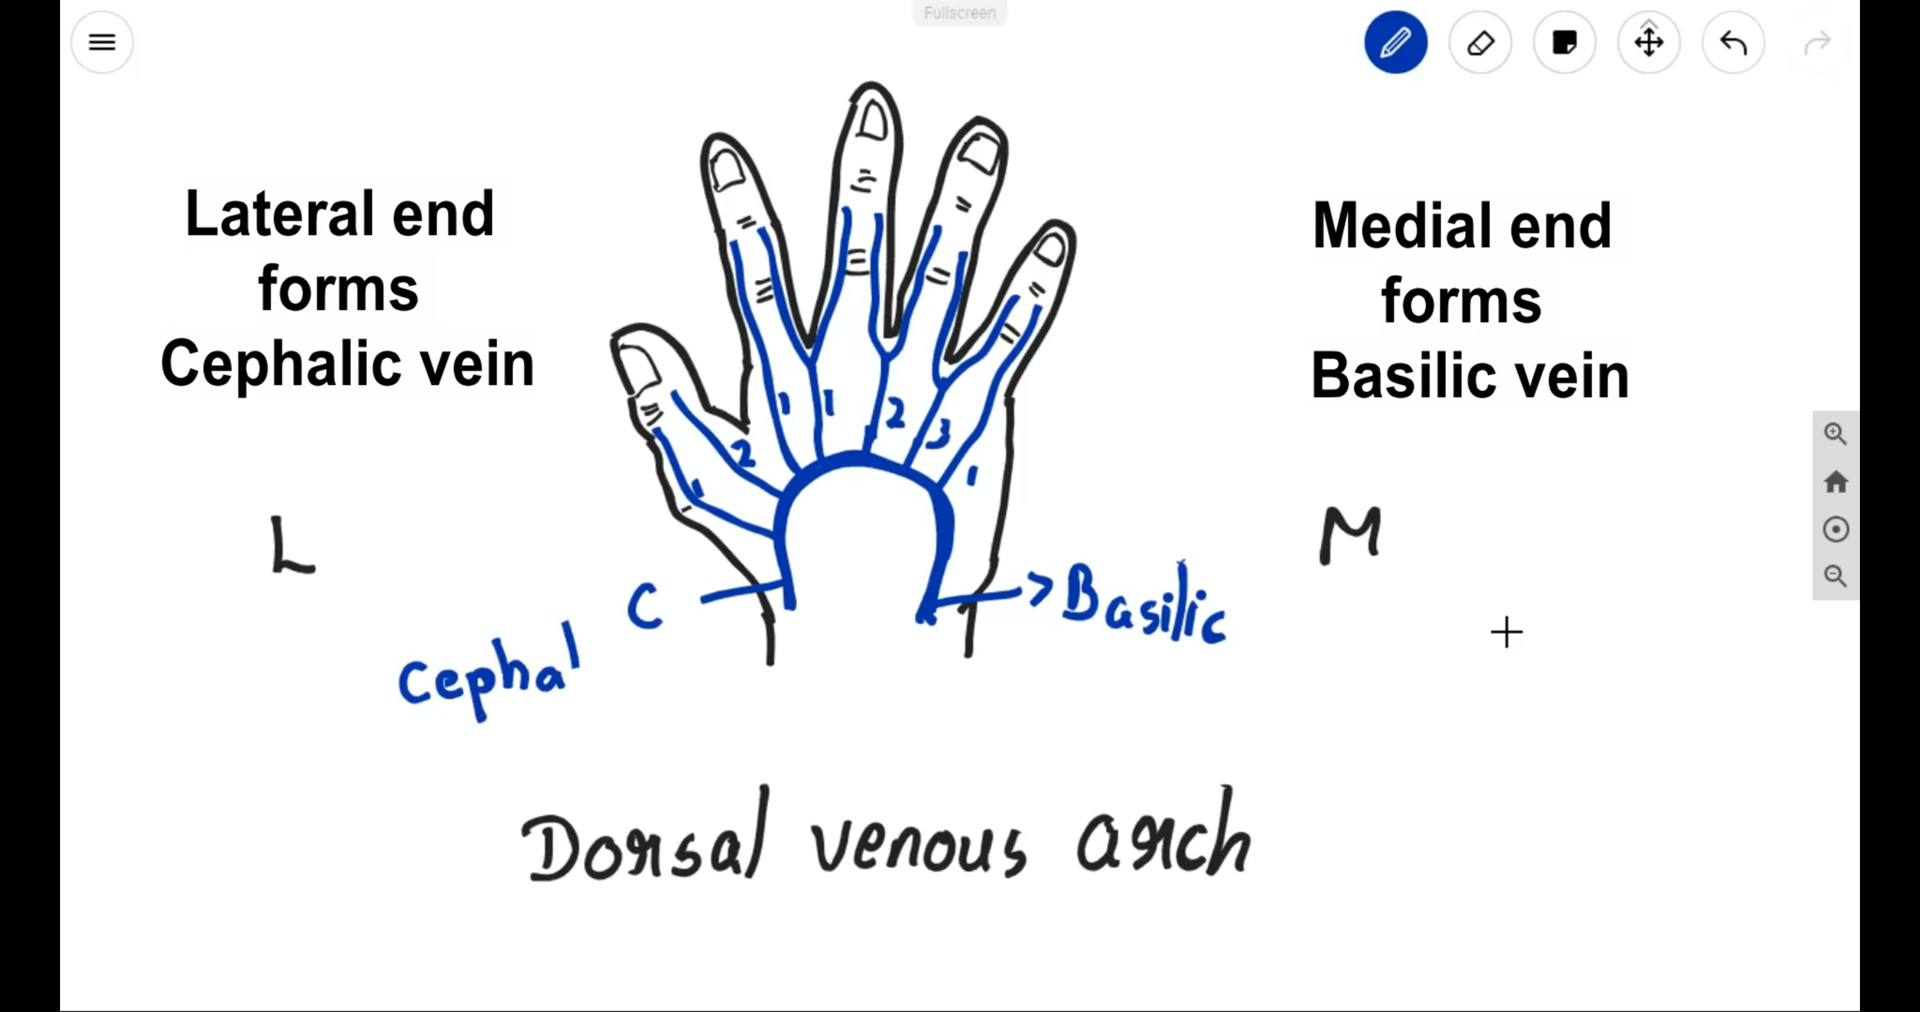 Fullscreen
Lateral end
forms
Cephalic vein
Medial end
forms
Basilic vein
1
1
2
3
2
1
1
L
M
C
Basilic
Cephal
Dorsal venous arch